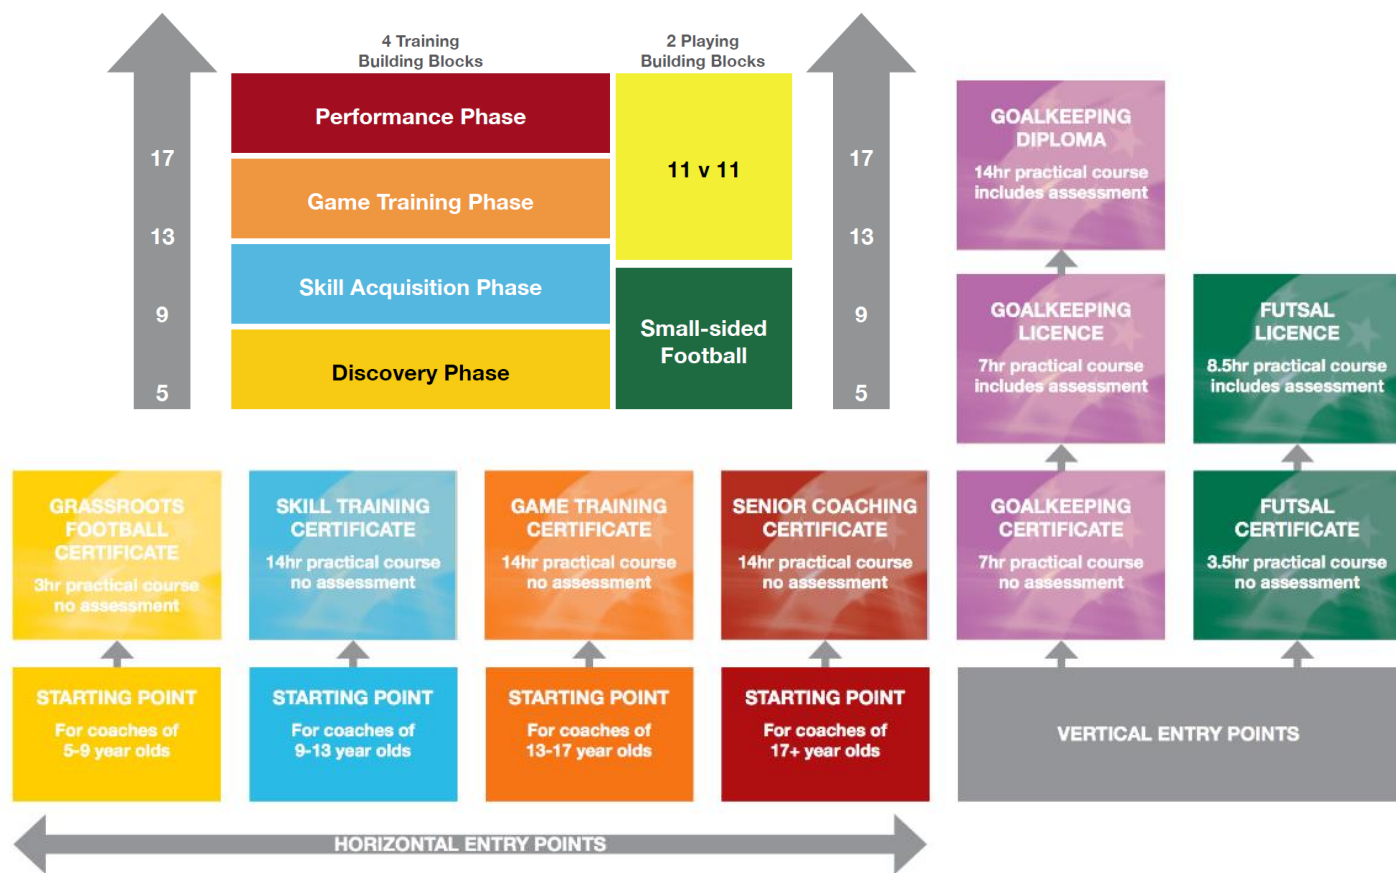 4 Training
Building Blocks
2 Playing
Building Blocks
17
13
9
5
Performance Phase
Game Training Phase
Skill Acquisition Phase
Discovery Phase
11 v 11
Small-sided
Football
17
13
9
5
GOALKEEPING
DIPLOMA
14hr practical course
includes assessment
GOALKEEPING
LICENCE
7hr practical course
includes assessment
FUTSAL
LICENCE
8.5hr practical course
includes assessment
GRASSROOTS
FOOTBALL
CERTIFICATE
3hr practical course
no assessment
SKILL TRAINING
CERTIFICATE
14hr practical course
no assessment
GAME TRAINING
CERTIFICATE
14hr practical course
no assessment
SENIOR COACHING
CERTIFICATE
14hr practical course
no assessment
GOALKEEPING
CERTIFICATE
7hr practical course
no assessment
FUTSAL
CERTIFICATE
3.5hr practical course
no assessment
STARTING POINT
For coaches of
5-9 year olds
STARTING POINT
For coaches of
9-13 year olds
STARTING POINT
For coaches of
13-17 year olds
STARTING POINT
For coaches of
17+ year olds
VERTICAL ENTRY POINTS
HORIZONTAL ENTRY POINTS